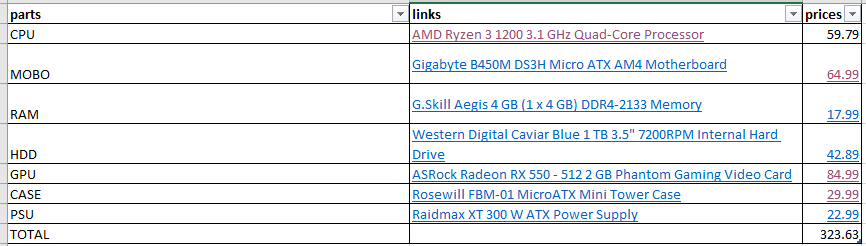 parts links prices
CPU AMD Ryzen 3 1200 3.1 GHz Quad-Core Processor 59.79
MOBO Gigabyte B450M DS3H Micro ATX AM4 Motherboard 64.99
RAM G.Skill Aegis 4 GB (1 x 4 GB) DDR4-2133 Memory 17.99
Western Digital Caviar Blue 1 TB 3.5" 7200RPM Internal Hard
HDD Drive 42.89
GPU ASRock Radeon RX 550 - 512 2 GB Phantom Gaming Video Card 84.99
CASE Rosewill FBM-01 MicroATX Mini Tower Case 29.99
PSU Raidmax XT 300 W ATX Power Supply 22.99
TOTAL 323.63